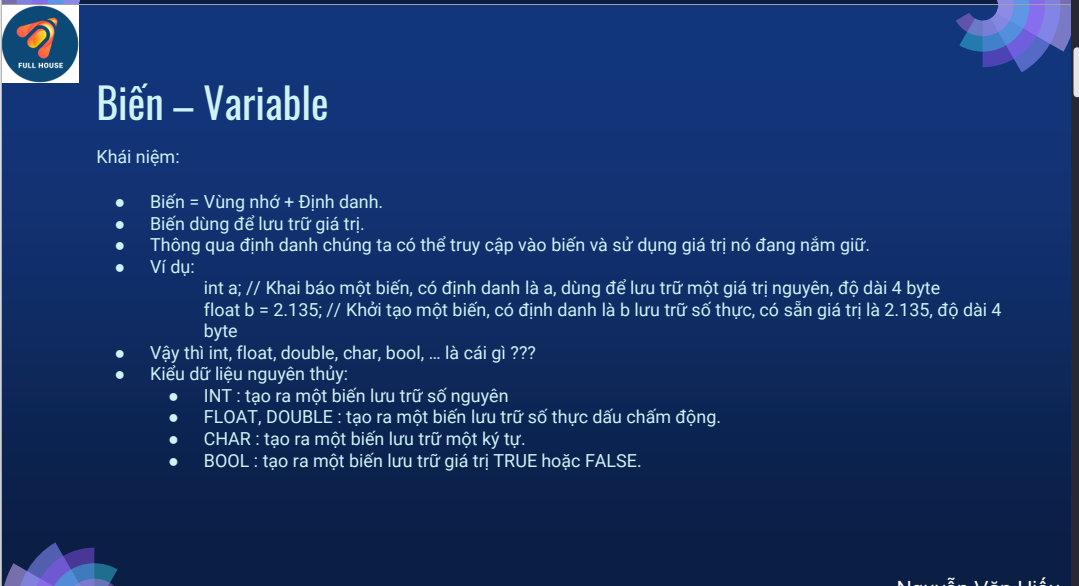 FULL HOUSE
Biến – Variable
Khái niệm:
● Biến = Vùng nhớ + Định danh.
● Biến dùng để lưu trữ giá trị.
● Thông qua định danh chúng ta có thể truy cập vào biến và sử dụng giá trị nó đang nắm giữ.
● Ví dụ:
int a; // Khai báo một biến, có định danh là a, dùng để lưu trữ một giá trị nguyên, độ dài 4 byte
float b = 2.135; // Khởi tạo một biến, có định danh là b lưu trữ số thực, có sẵn giá trị là 2.135, độ dài 4
byte
● Vậy thì int, float, double, char, bool, ... là cái gì ???
● Kiểu dữ liệu nguyên thủy:
● INT : tạo ra một biến lưu trữ số nguyên
● FLOAT, DOUBLE : tạo ra một biến lưu trữ số thực dấu chấm động.
● CHAR : tạo ra một biến lưu trữ một ký tự.
● BOOL : tạo ra một biến lưu trữ giá trị TRUE hoặc FALSE.
Nguyễn Văn Hiếu